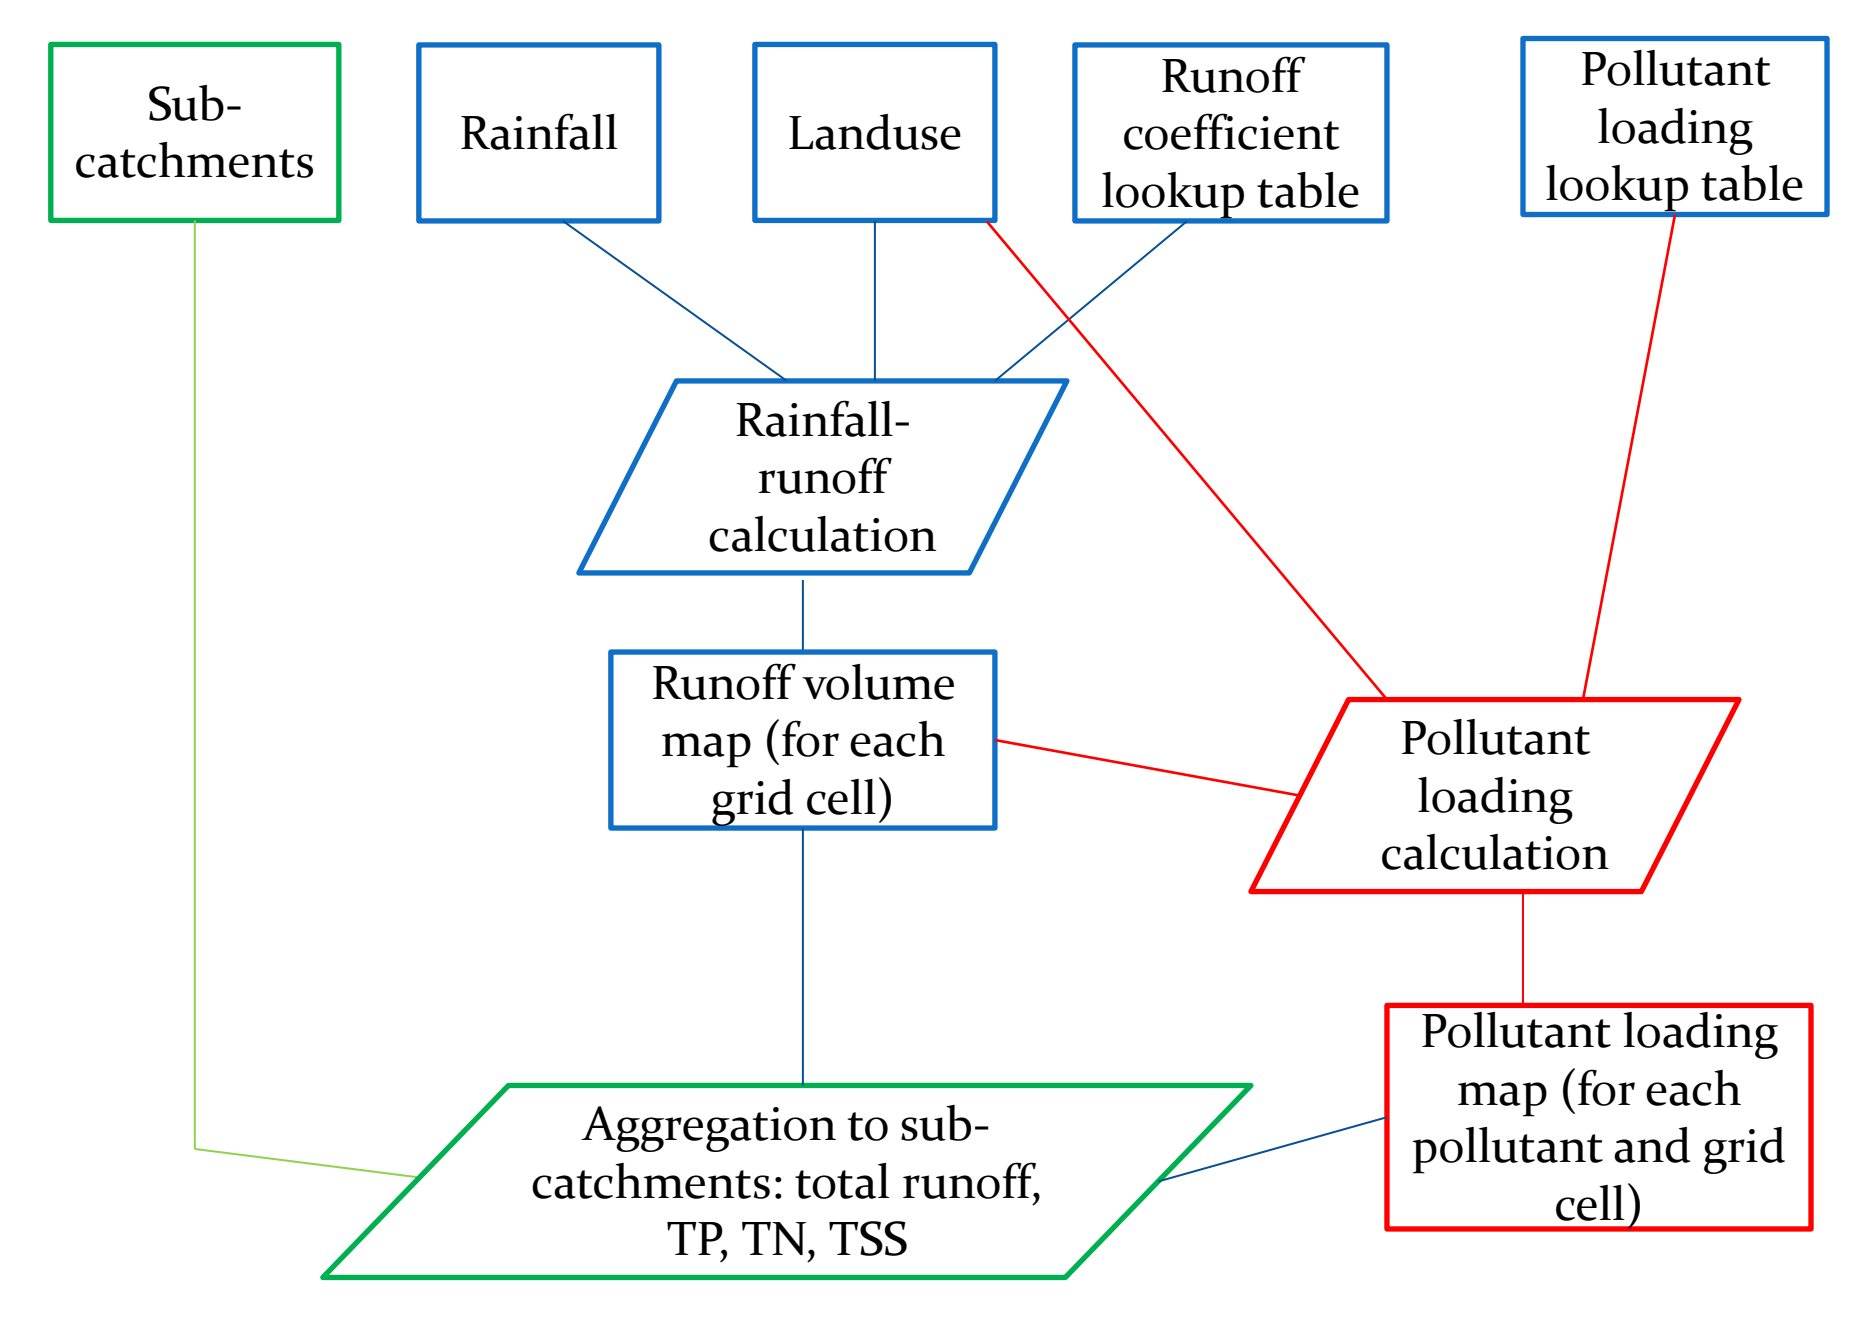 Sub-
catchments
Rainfall
Landuse
Runoff
coefficient
lookup table
Pollutant
loading
lookup table
Rainfall-
runoff
calculation
Runoff volume
map (for each
grid cell)
Pollutant
loading
calculation
Pollutant loading
map (for each
pollutant and grid
cell)
Aggregation to sub-
catchments: total runoff,
TP, TN, TSS